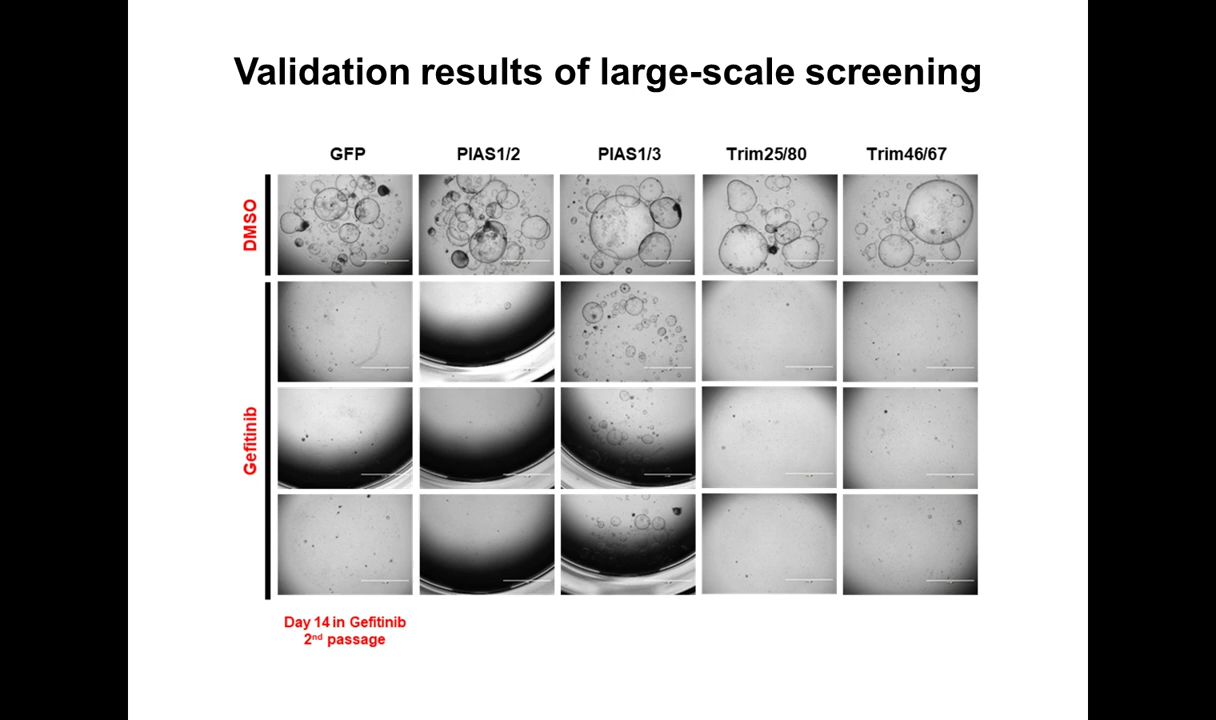 Validation results of large-scale screening
GFP
PIAS1/2
PIAS1/3
Trim25/80
Trim46/67
DMSO
Gefitinib
Day 14 in Gefitinib
2nd passage